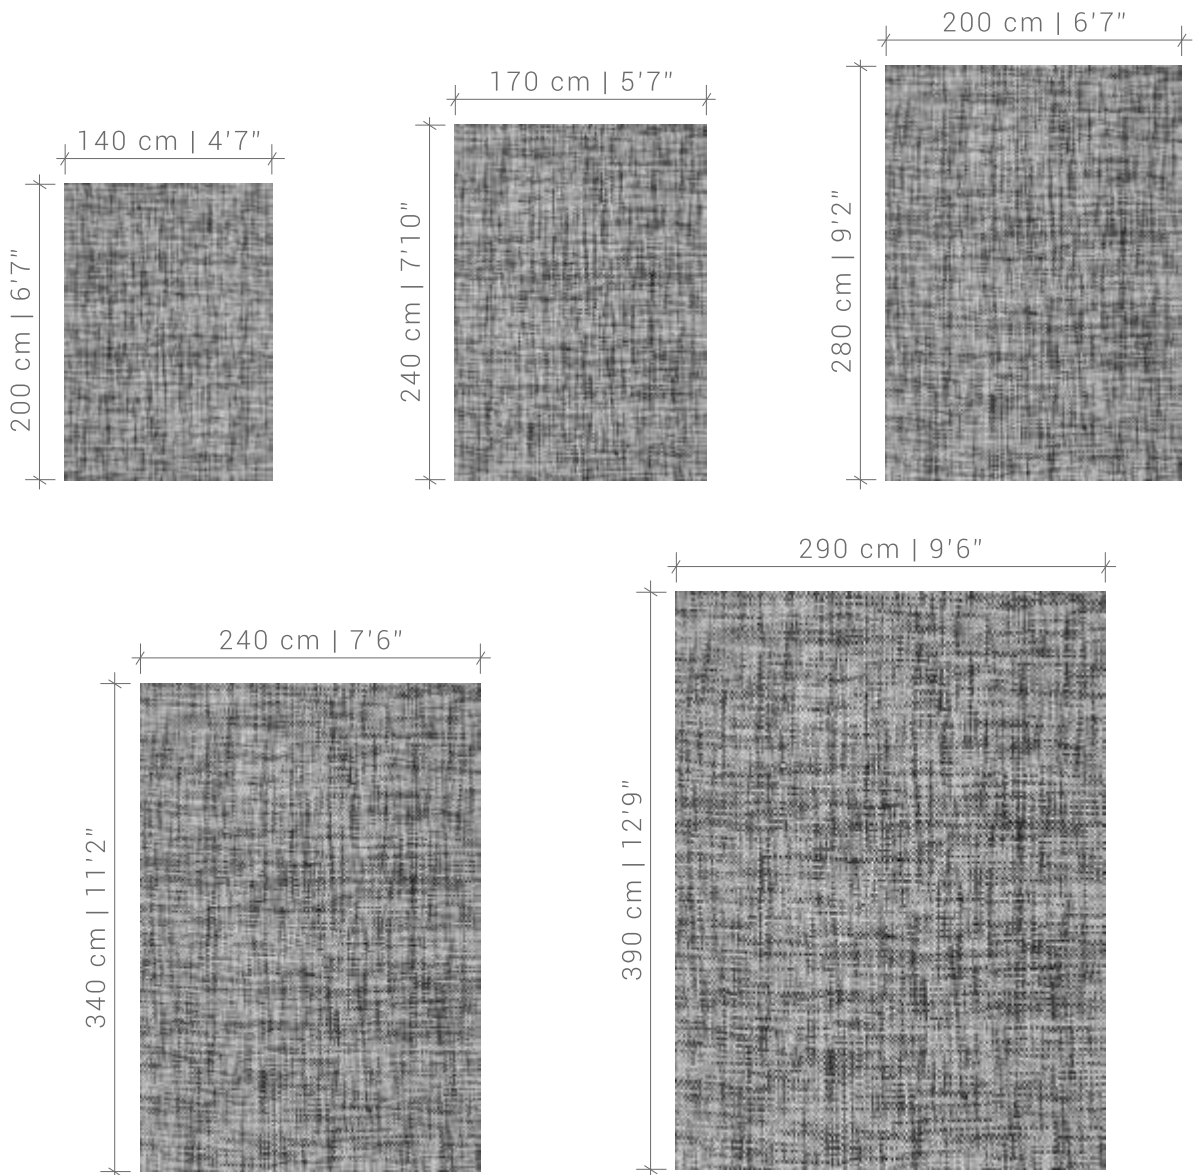 140 cm | 4'7"
200 cm | 6'7"
170 cm | 5'7"
240 cm | 7'10"
200 cm | 6'7"
280 cm | 9'2"
240 cm | 7'6"
340 cm | 11'2"
290 cm | 9'6"
390 cm | 12'9"